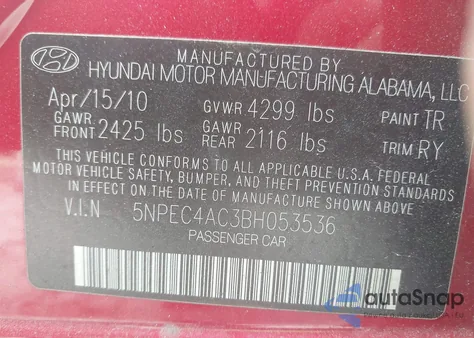 MANUFACTURED BY
HYUNDAI MOTOR MANUFACTURING ALABAMA, LLC
Apr/15/10 GVWR 4299 lbs PAINT TR
GAWR FRONT 2425 lbs GAWR REAR 2116 lbs TRIM RY
THIS VEHICLE CONFORMS TO ALL APPLICABLE U.S.A. FEDERAL
MOTOR VEHICLE SAFETY, BUMPER, AND THEFT PREVENTION STANDARDS
IN EFFECT ON THE DATE OF MANUFACTURE SHOWN ABOVE
V.I.N 5NPEC4AC3BH053536
PASSENGER CAR
autoSnap